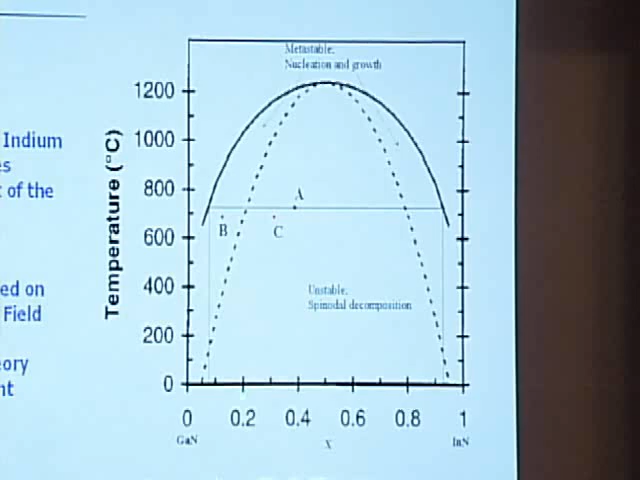 Indium
es
t of the
ed on
Field
eory
nt
Metastable:
Nucleation and growth
Temperature (°C)
1200
1000
800
600
400
200
0
A
B
C
Unstable:
Spinodal decomposition
0 0.2 0.4 0.6 0.8 1
GaN x InN